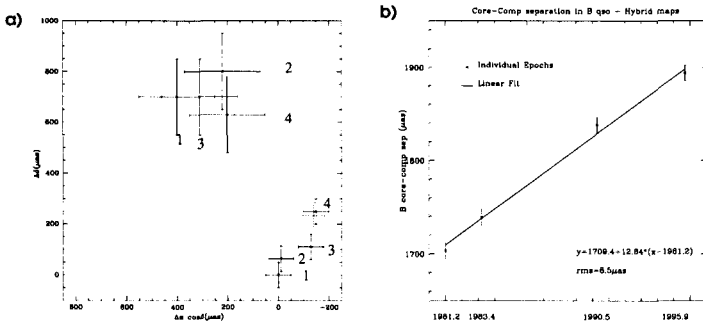 a)
1000
800
600
400
200
0
Δδ(μas)
2
4
1
3
4
3
2
1
800
600
400
200
0
-200
Δα cosδ(μas)
b)
Core-Comp separation in B qso - Hybrid maps
Individual Epochs
Linear Fit
1900
1800
1700
B core-comp sep (μas)
y=1709.4+12.84*(x-1981.2)
rms=6.5μas
1981.2
1983.4
1990.5
1995.9